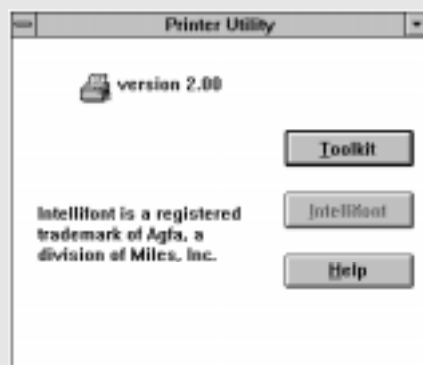 Printer Utility
version 2.00
Toolkit
Intellifont
Intellifont is a registered
trademark of Agfa, a
division of Miles, Inc.
Help